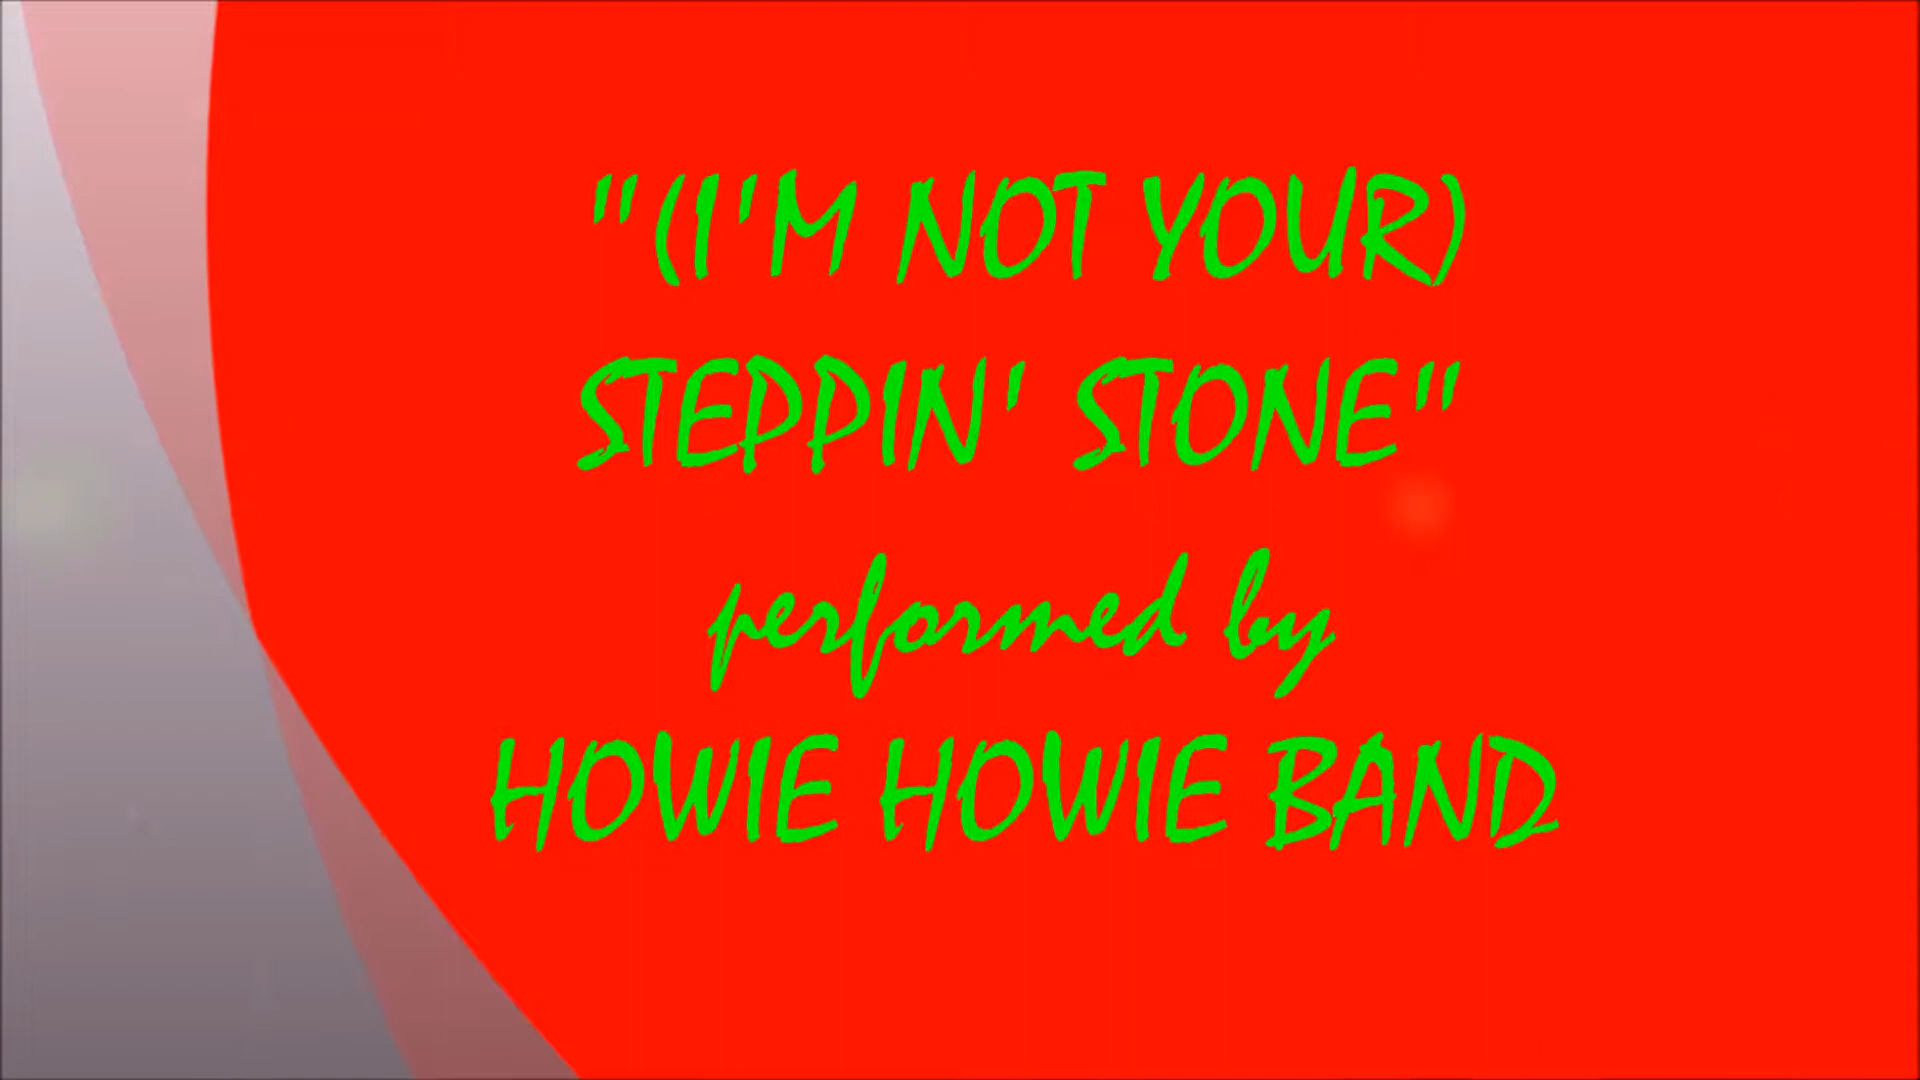 "(I'M NOT YOUR)
STEPPIN' STONE"
performed by
HOWIE HOWIE BAND